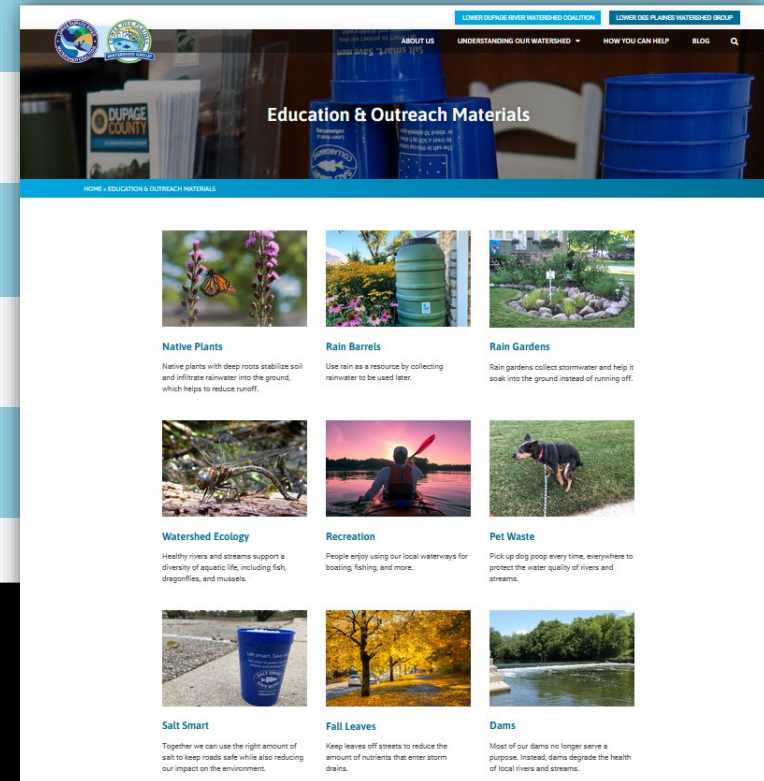 LOWER DUPAGE RIVER WATERSHED COALITION
LOWER DES PLAINES WATERSHED GROUP
ABOUT US
UNDERSTANDING OUR WATERSHED
HOW YOU CAN HELP
BLOG
DUPAGE
COUNTY
Education & Outreach Materials
HOME » EDUCATION & OUTREACH MATERIALS
Native Plants
Native plants with deep roots stabilize soil
and infiltrate rainwater into the ground,
which helps to reduce runoff.
Rain Barrels
Use rain as a resource by collecting
rainwater to be used later.
Rain Gardens
Rain gardens collect stormwater and help it
soak into the ground instead of running off.
Watershed Ecology
Healthy rivers and streams support a
diversity of aquatic life, including fish,
dragonflies, and mussels.
Recreation
People enjoy using our local waterways for
boating, fishing, and more.
Pet Waste
Pick up dog poop every time, everywhere to
protect the water quality of rivers and
streams.
Salt Smart
Together we can use the right amount of
salt to keep roads safe while also reducing
our impact on the environment.
Fall Leaves
Keep leaves off streets to reduce the
amount of nutrients that enter storm
drains.
Dams
Most of our dams no longer serve a
purpose. Instead, dams degrade the health
of local rivers and streams.